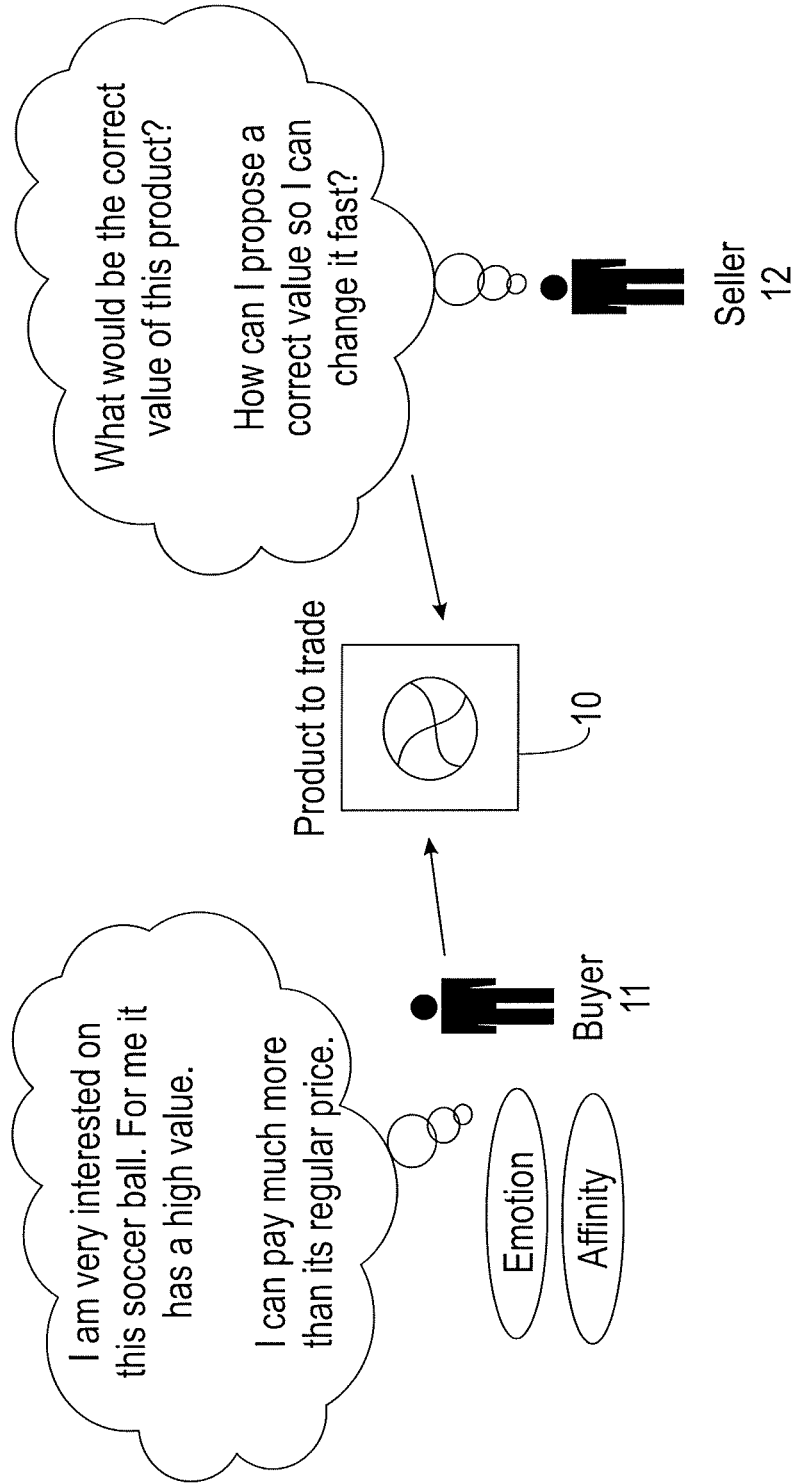 I am very interested on
this soccer ball. For me it
has a high value.
I can pay much more
than its regular price.
Emotion
Affinity
Buyer
11
Product to trade
10
What would be the correct
value of this product?
How can I propose a
correct value so I can
change it fast?
Seller
12